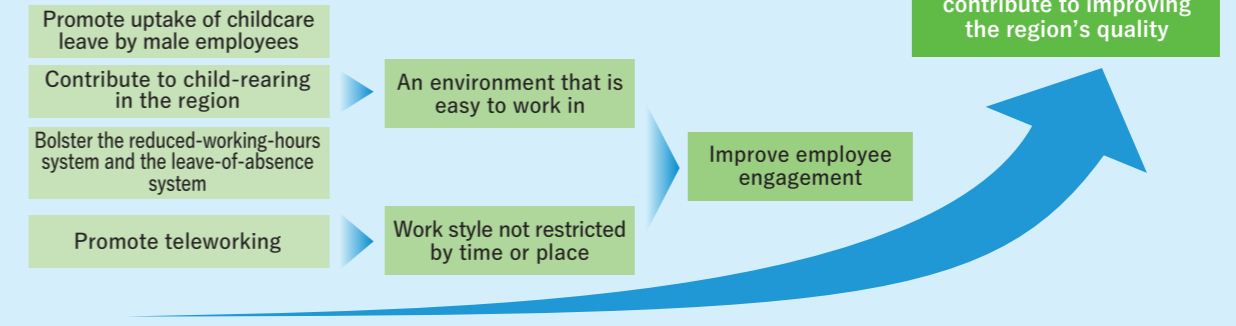 contribute to improving
the region's quality
Promote uptake of childcare
leave by male employees
Contribute to child-rearing
in the region
Bolster the reduced-working-hours
system and the leave-of-absence
system
Promote teleworking
An environment that is
easy to work in
Work style not restricted
by time or place
Improve employee
engagement